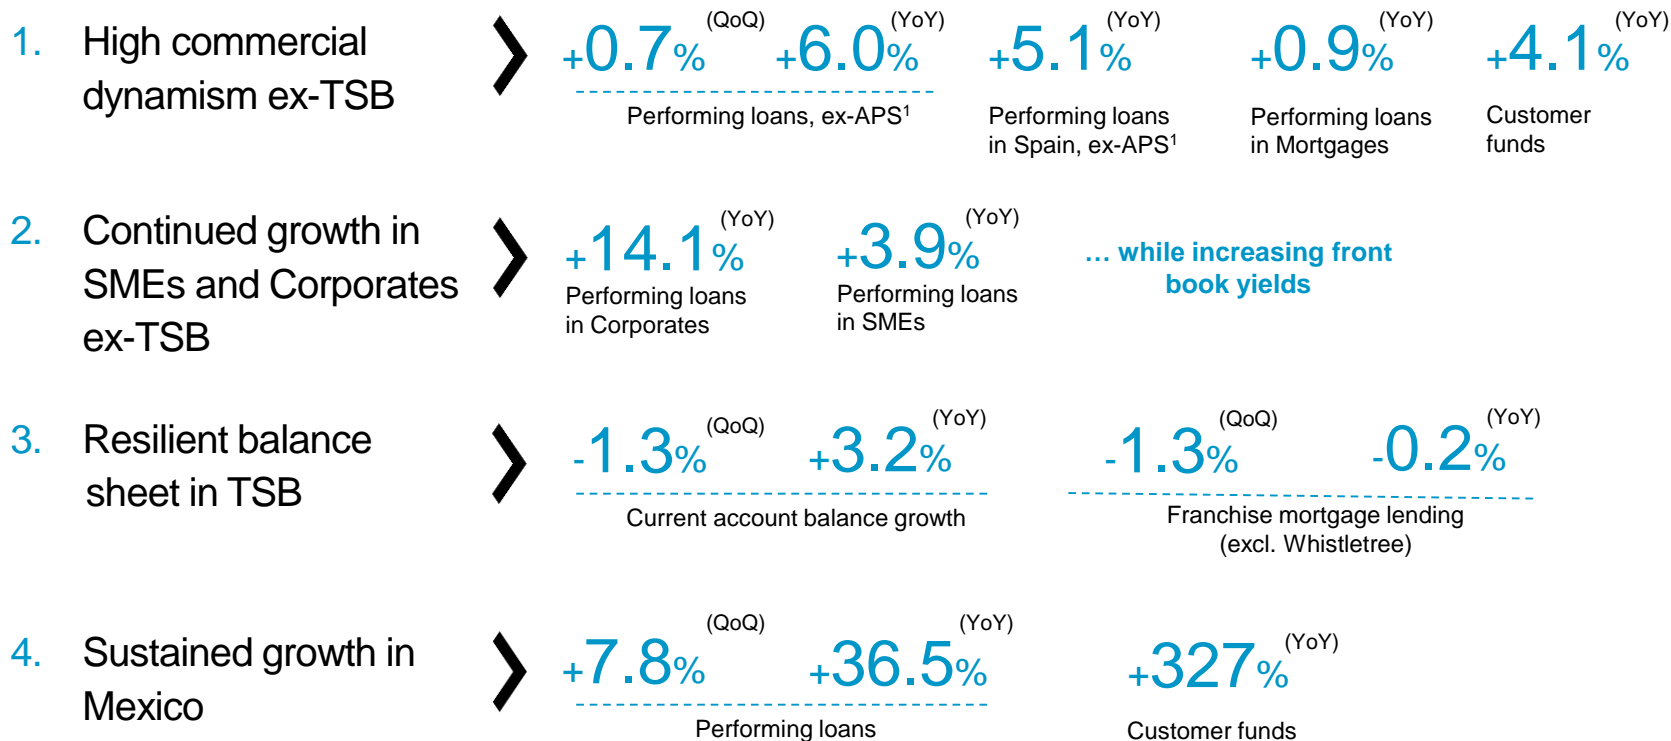 1. High commercial
dynamism ex-TSB
+0.7% (QoQ) +6.0% (YoY) +5.1% (YoY) +0.9% (YoY) +4.1% (YoY)
Performing loans, ex-APS¹
Performing loans
in Spain, ex-APS¹
Performing loans
in Mortgages
Customer
funds
2. Continued growth in
SMEs and Corporates
ex-TSB
+14.1% (YoY) +3.9% (YoY)
Performing loans
in Corporates
Performing loans
in SMEs
… while increasing front
book yields
3. Resilient balance
sheet in TSB
-1.3% (QoQ) +3.2% (YoY) -1.3% (QoQ) -0.2% (YoY)
Current account balance growth
Franchise mortgage lending
(excl. Whistletree)
4. Sustained growth in
Mexico
+7.8% (QoQ) +36.5% (YoY) +327% (YoY)
Performing loans
Customer funds